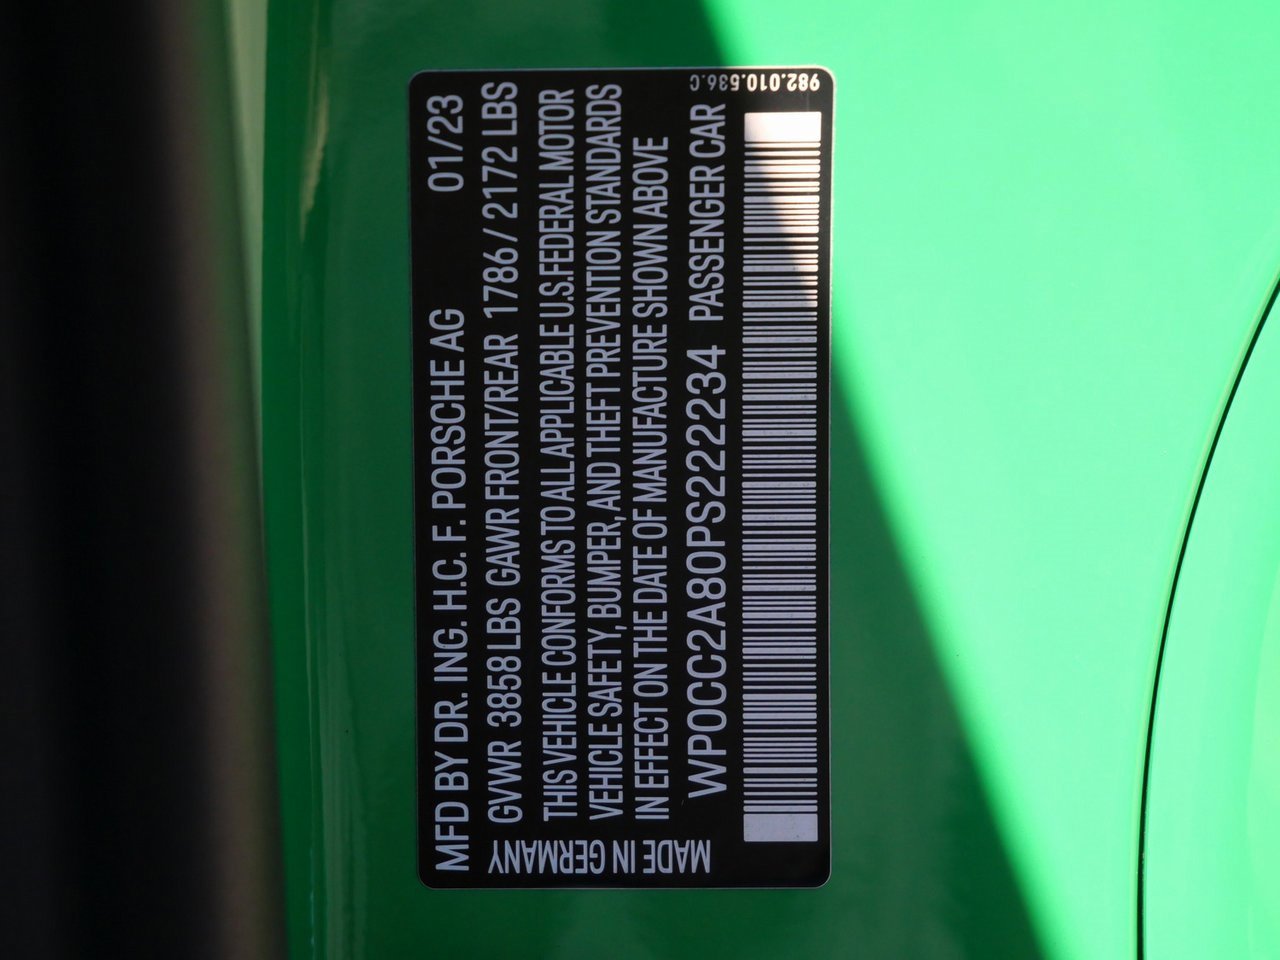 MFD BY DR. ING. H.C. F. PORSCHE AG 01/23
GVWR 3858 LBS GAWR FRONT/REAR 1786 / 2172 LBS
THIS VEHICLE CONFORMS TO ALL APPLICABLE U.S. FEDERAL MOTOR
VEHICLE SAFETY, BUMPER, AND THEFT PREVENTION STANDARDS
IN EFFECT ON THE DATE OF MANUFACTURE SHOWN ABOVE
WP0CC2A80PS222234 PASSENGER CAR
MADE IN GERMANY
982.010.536.C